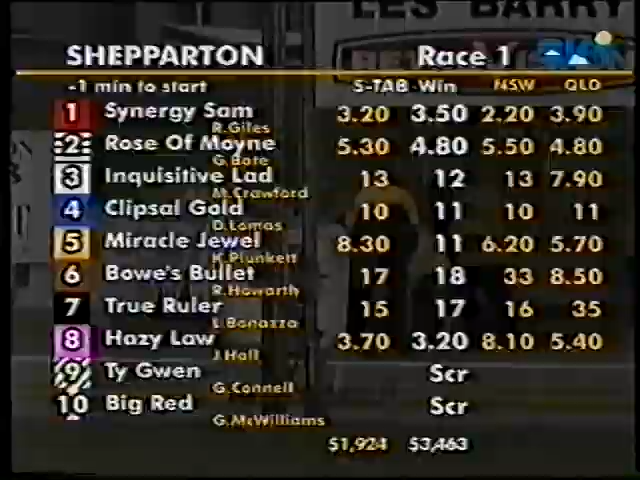 LES BARRY
SHEPPARTON Race 1
-1 min to start S-TAB Win NSW QLD
1 Synergy Sam 3.20 3.50 2.20 3.90
R.Giles
2 Rose Of Moyne 5.30 4.80 5.50 4.80
G.Bate
3 Inquisitive Lad 13 12 13 7.90
M.Crawford
4 Clipsal Gold 10 11 10 11
D.Lomas
5 Miracle Jewel 8.30 11 6.20 5.70
K.Plunkett
6 Bowe's Bullet 17 18 33 8.50
R.Howarth
7 True Ruler 15 17 16 35
L.Bonazza
8 Hazy Law 3.70 3.20 8.10 5.40
J.Hall
9 Ty Gwen Scr
G.Connell
10 Big Red Scr
G.McWilliams
$1,924 $3,463